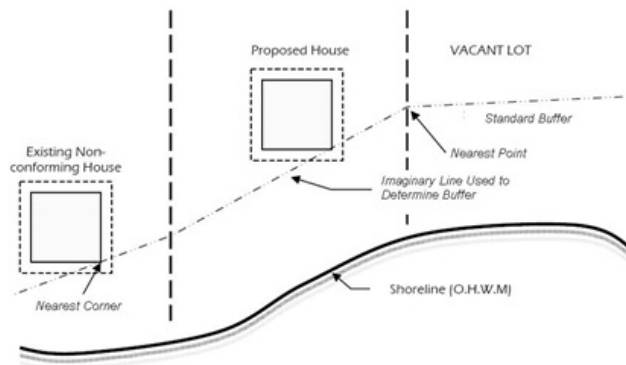 Proposed House
VACANT LOT
Standard Buffer
Existing Non-
conforming House
Nearest Point
Imaginary Line Used to
Determine Buffer
Nearest Corner
Shoreline (O.H.W.M)